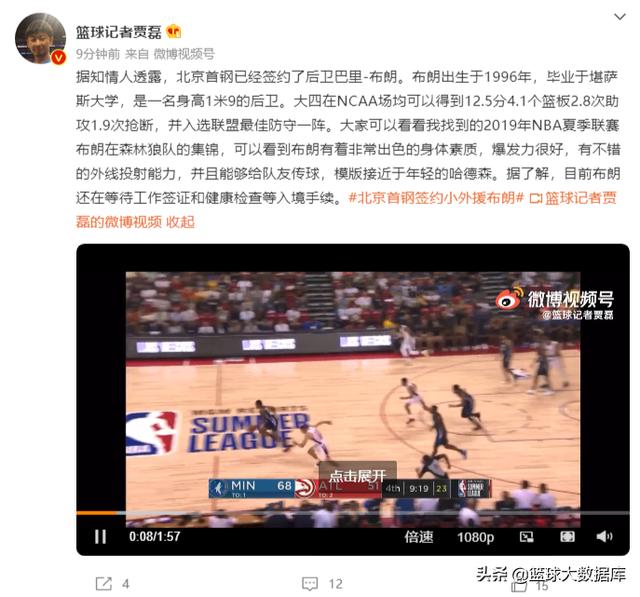 篮球记者贾磊
9分钟前 来自 微博视频号
据知情人透露，北京首钢已经签约了后卫巴里-布朗。布朗出生于1996年，毕业于堪萨
斯大学，是一名身高1米9的后卫。大四在NCAA场均可以得到12.5分4.1个篮板2.8次助
攻1.9次抢断，并入选联盟最佳防守一阵。大家可以看看我找到的2019年NBA夏季联赛
布朗在森林狼队的集锦，可以看到布朗有着非常出色的身体素质，爆发力很好，有不错
的外线投射能力，并且能够给队友传球，模版接近于年轻的哈德森。据了解，目前布朗
还在等待工作签证和健康检查等入境手续。#北京首钢签约小外援布朗# 篮球记者贾
磊的微博视频 收起
微博视频号
@篮球记者贾磊
MGM RESORTS
SUMMER
LEAGUE
点击展开
MIN 68 ATL 51 4th 9:19 23
TO: 1 TO: 2
0:08/1:57 倍速 1080p
头条 @篮球大数据库
4 12 15